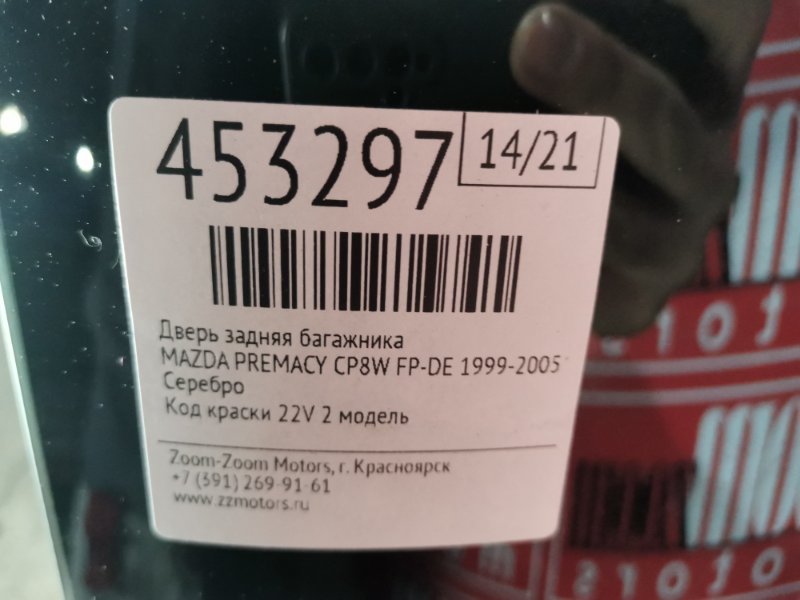 453297
14/21
Дверь задняя багажника
MAZDA PREMACY CP8W FP-DE 1999-2005
Серебро
Код краски 22V 2 модель
Zoom-Zoom Motors, г. Красноярск
+7 (391) 269-91-61
www.zzmotors.ru